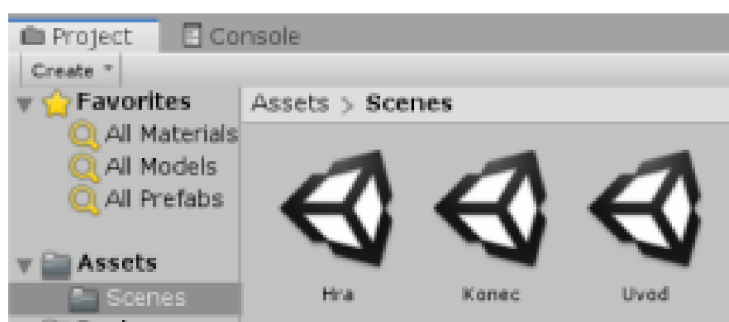 Project Console
Create
Favorites
All Materials
All Models
All Prefabs
Assets
Scenes
Assets > Scenes
Hra Konec Uvod